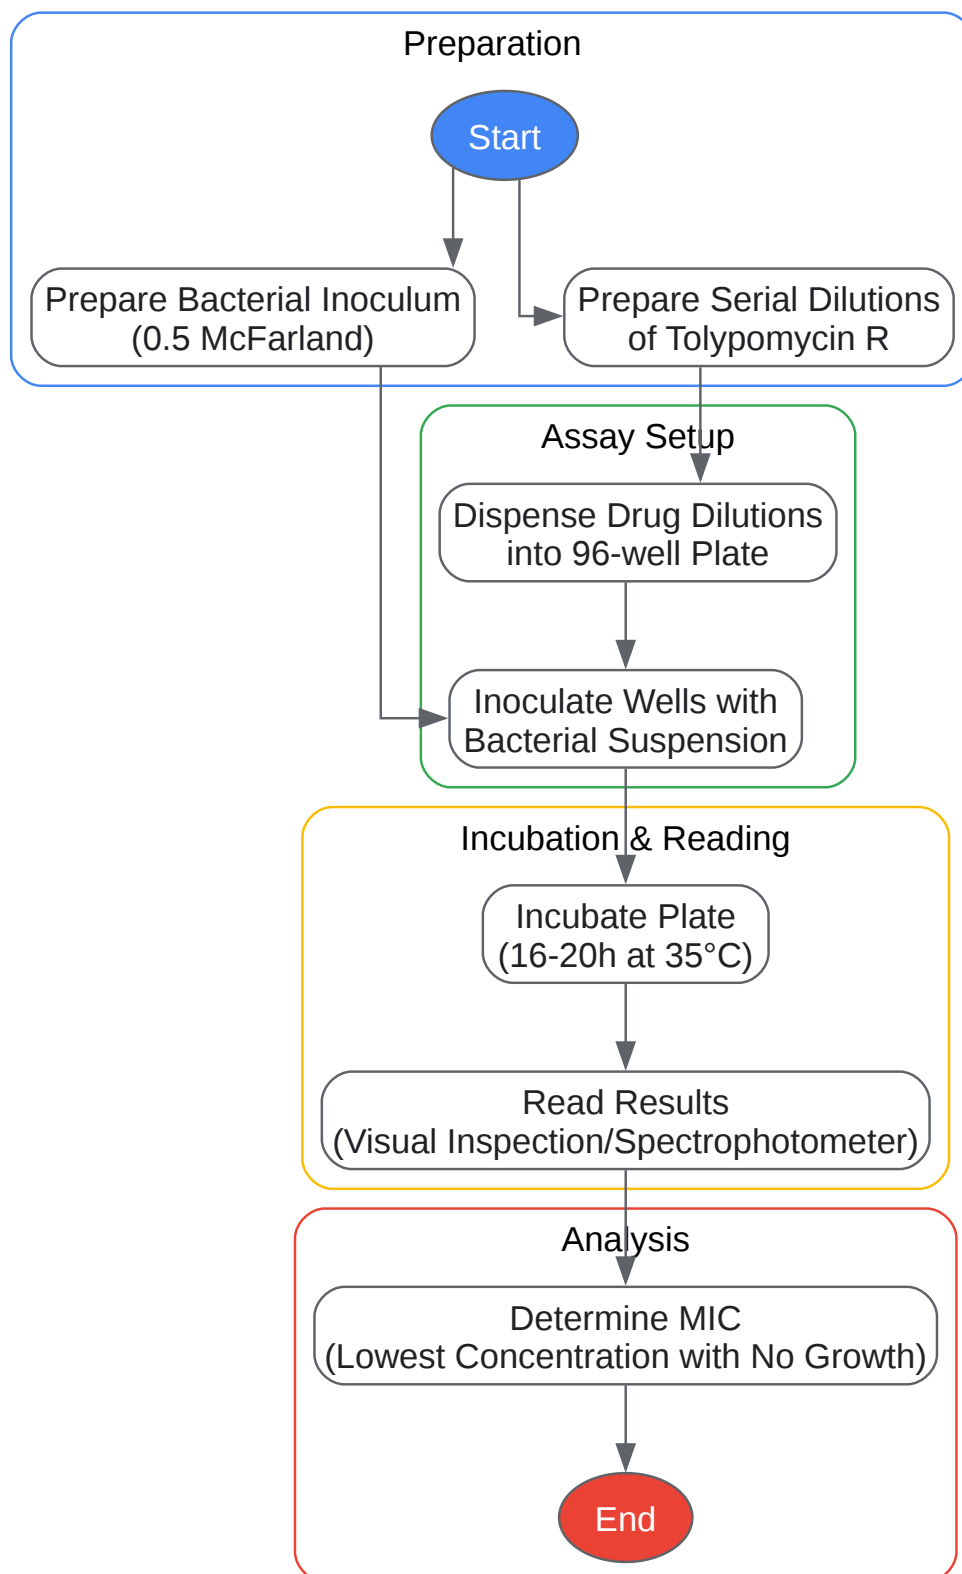 Preparation
Start
Prepare Bacterial Inoculum
(0.5 McFarland)
Prepare Serial Dilutions
of Tolypomycin R
Assay Setup
Dispense Drug Dilutions
into 96-well Plate
Inoculate Wells with
Bacterial Suspension
Incubation & Reading
Incubate Plate
(16-20h at 35°C)
Read Results
(Visual Inspection/Spectrophotometer)
Analysis
Determine MIC
(Lowest Concentration with No Growth)
End